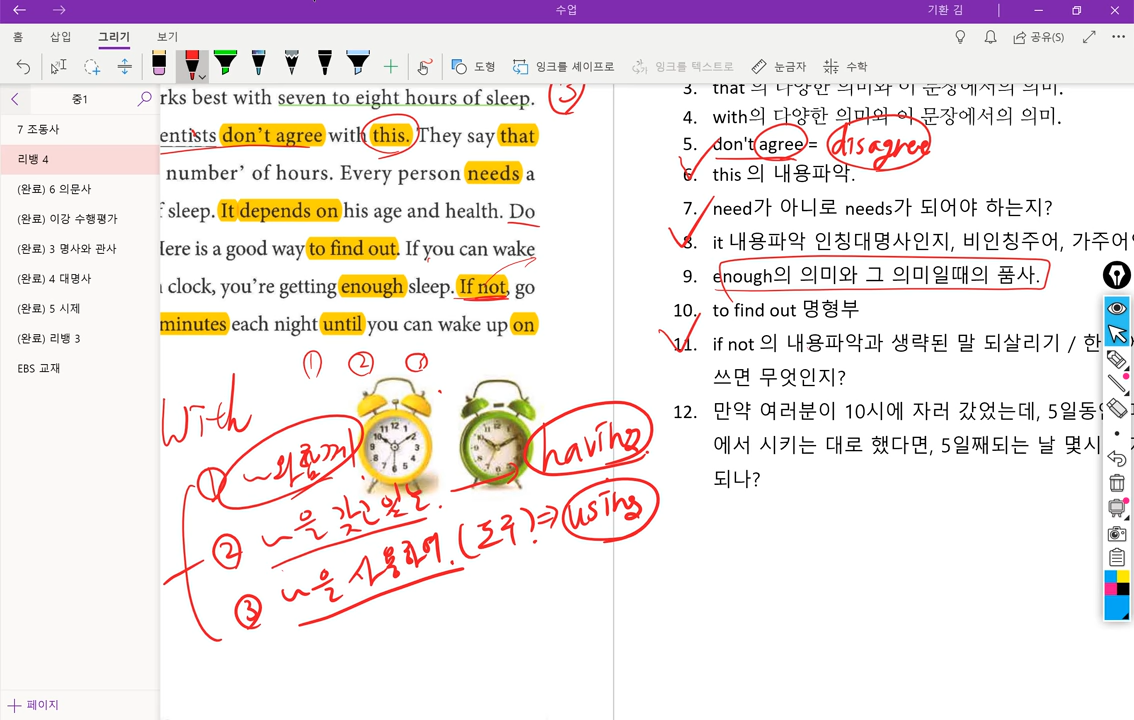 수업
기환 김
홈 삽입 그리기 보기
공유(S)
도형 잉크를 셰이프로 잉크를 텍스트로 눈금자 수학
중1
7 조동사
리뱅 4
(완료) 6 의문사
(완료) 이강 수행평가
(완료) 3 명사와 관사
(완료) 4 대명사
(완료) 5 시제
(완료) 리뱅 3
EBS 교재
페이지
rks best with seven to eight hours of sleep.
③
entists don't agree with this. They say that
number' of hours. Every person needs a
sleep. It depends on his age and health. Do
Here is a good way to find out. If you can wake
clock, you're getting enough sleep. If not, go
minutes each night until you can wake up on
① ②
With
① ~와 함께
② ~을 갖고 있는
having
③ ~을 사용하여. (도구) ⇒ using
3. that의 다양한 의미와 이 문장에서의 의미.
4. with의 다양한 의미와 이 문장에서의 의미.
5. don't agree = disagree
6. this 의 내용파악.
7. need가 아니로 needs가 되어야 하는지?
8. it 내용파악 인칭대명사인지, 비인칭주어, 가주어
9. enough의 의미와 그 의미일때의 품사.
10. to find out 명형부
11. if not 의 내용파악과 생략된 말 되살리기 / 한
쓰면 무엇인지?
12. 만약 여러분이 10시에 자러 갔었는데, 5일동안
에서 시키는 대로 했다면, 5일째되는 날 몇시
되나?